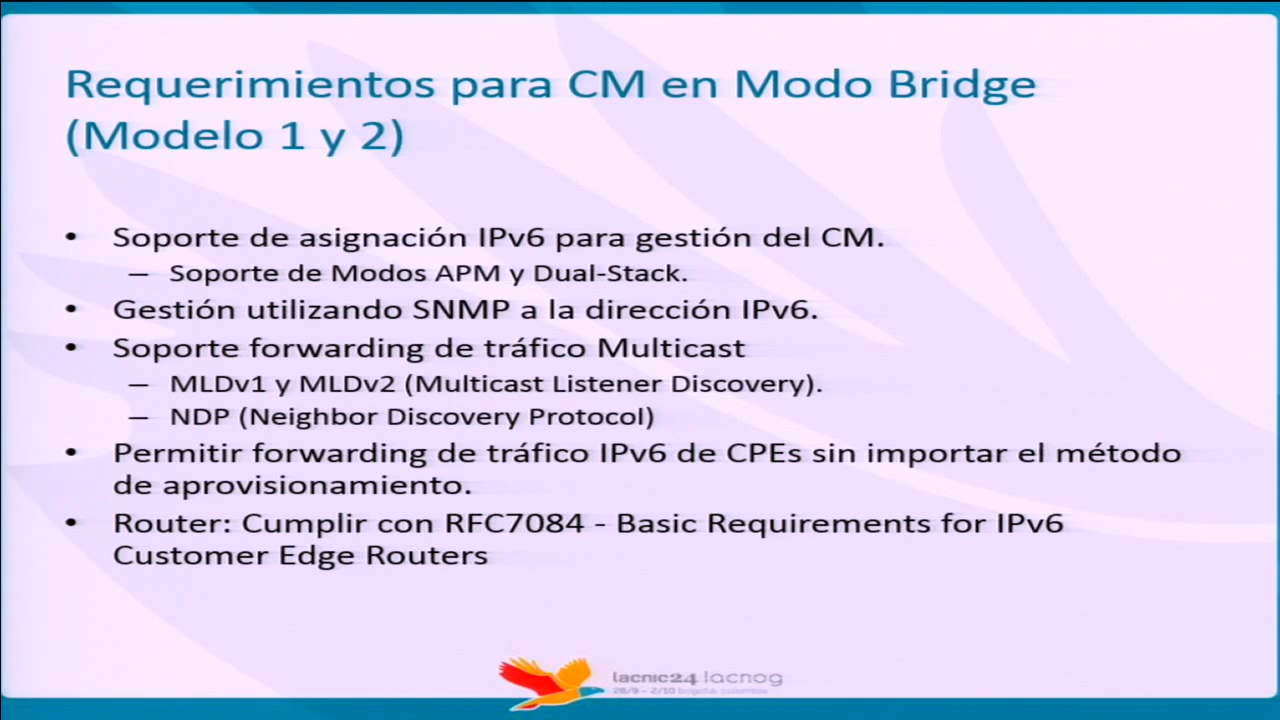 Requerimientos para CM en Modo Bridge
(Modelo 1 y 2)
• Soporte de asignación IPv6 para gestión del CM.
– Soporte de Modos APM y Dual-Stack.
• Gestión utilizando SNMP a la dirección IPv6.
• Soporte forwarding de tráfico Multicast
– MLDv1 y MLDv2 (Multicast Listener Discovery).
– NDP (Neighbor Discovery Protocol)
• Permitir forwarding de tráfico IPv6 de CPEs sin importar el método
de aprovisionamiento.
• Router: Cumplir con RFC7084 - Basic Requirements for IPv6
Customer Edge Routers
lacnic24 lacnog
28/9 - 2/10 bogotá, colombia